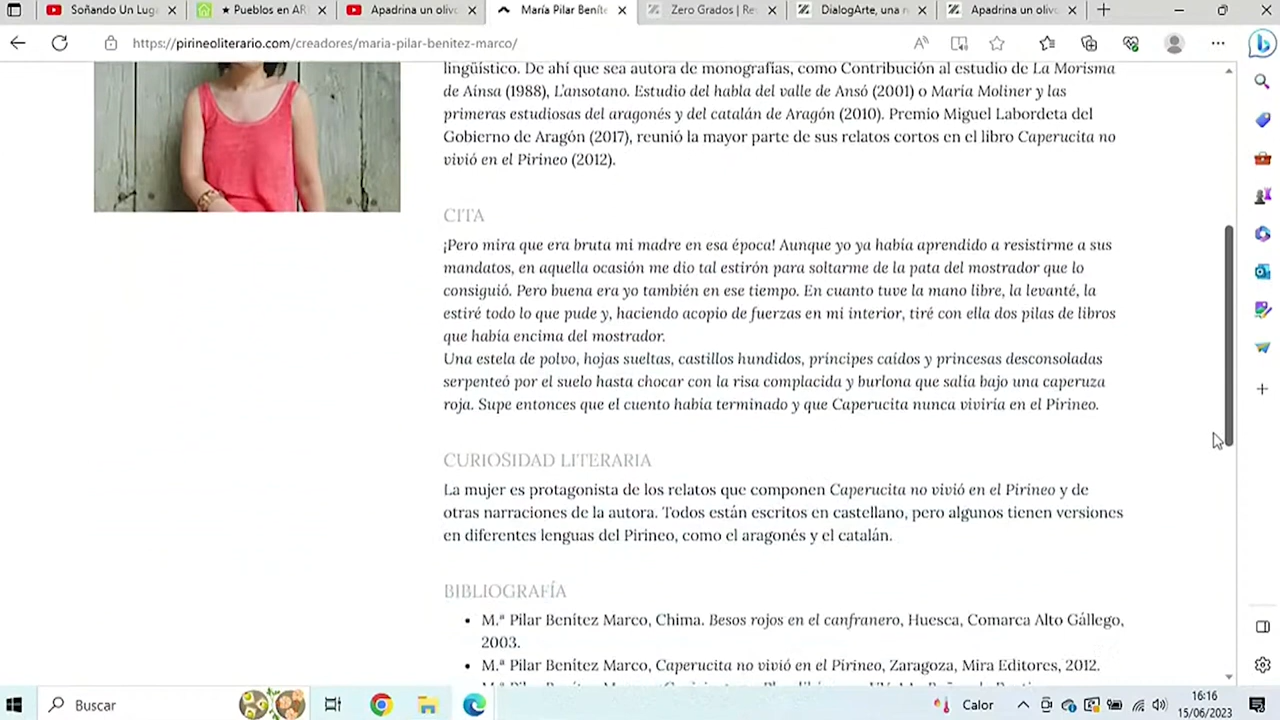 Soñando Un Lug
★ Pueblos en AR
Apadrina un olivo
María Pilar Benít
Zero Grados | Re
DialogArte, una r
Apadrina un olivo
https://pirineoliterario.com/creadores/maria-pilar-benitez-marco/
lingüístico. De ahí que sea autora de monografías, como Contribución al estudio de La Morisma
de Aínsa (1988), L'ansotano. Estudio del habla del valle de Ansó (2001) o María Moliner y las
primeras estudiosas del aragonés y del catalán de Aragón (2010). Premio Miguel Labordeta del
Gobierno de Aragón (2017), reunió la mayor parte de sus relatos cortos en el libro Caperucita no
vivió en el Pirineo (2012).
CITA
¡Pero mira que era bruta mi madre en esa época! Aunque yo ya había aprendido a resistirme a sus
mandatos, en aquella ocasión me dio tal estirón para soltarme de la pata del mostrador que lo
consiguió. Pero buena era yo también en ese tiempo. En cuanto tuve la mano libre, la levanté, la
estiré todo lo que pude y, haciendo acopio de fuerzas en mi interior, tiré con ella dos pilas de libros
que había encima del mostrador.
Una estela de polvo, hojas sueltas, castillos hundidos, príncipes caídos y princesas desconsoladas
serpenteó por el suelo hasta chocar con la risa complacida y burlona que salía bajo una caperuza
roja. Supe entonces que el cuento había terminado y que Caperucita nunca viviría en el Pirineo.
CURIOSIDAD LITERARIA
La mujer es protagonista de los relatos que componen Caperucita no vivió en el Pirineo y de
otras narraciones de la autora. Todos están escritos en castellano, pero algunos tienen versiones
en diferentes lenguas del Pirineo, como el aragonés y el catalán.
BIBLIOGRAFÍA
• M.ª Pilar Benítez Marco, Chima. Besos rojos en el canfranero, Huesca, Comarca Alto Gállego,
2003.
• M.ª Pilar Benítez Marco, Caperucita no vivió en el Pirineo, Zaragoza, Mira Editores, 2012.
Buscar
Calor
16:16
15/06/2023